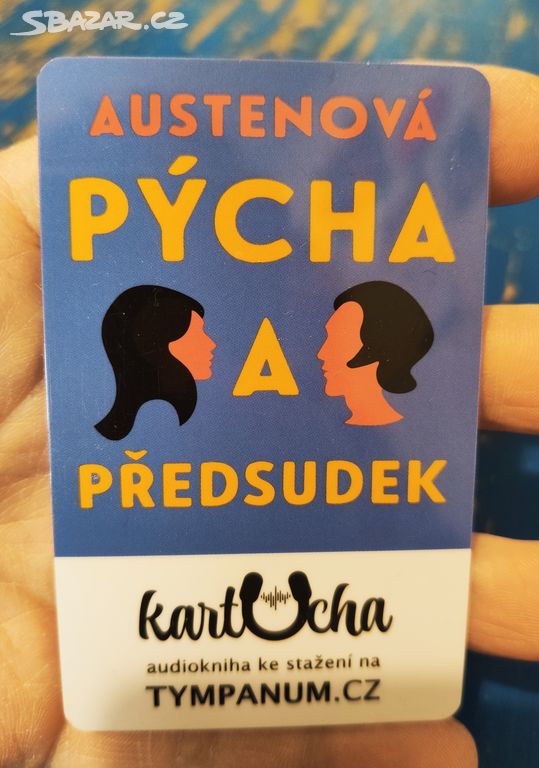 SBAZAR.CZ
AUSTENOVÁ
PÝCHA
A
PŘEDSUDEK
kartUcha
audiokniha ke stažení na
TYMPANUM.CZ